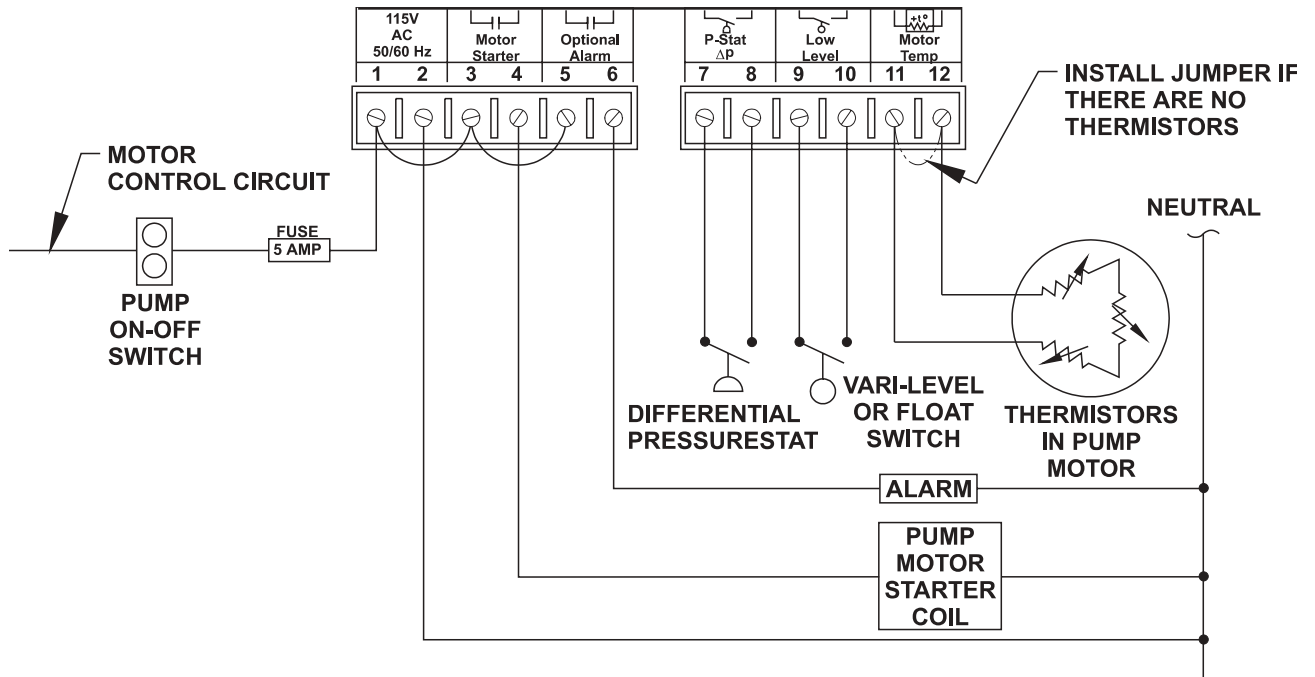 115V
AC
50/60 Hz
Motor
Starter
Optional
Alarm
P-Stat
Δp
Low
Level
+t°
Motor
Temp
1 2 3 4 5 6 7 8 9 10 11 12
INSTALL JUMPER IF
THERE ARE NO
THERMISTORS
MOTOR
CONTROL CIRCUIT
NEUTRAL
FUSE
5 AMP
PUMP
ON-OFF
SWITCH
DIFFERENTIAL
PRESSURESTAT
VARI-LEVEL
OR FLOAT
SWITCH
THERMISTORS
IN PUMP
MOTOR
ALARM
PUMP
MOTOR
STARTER
COIL